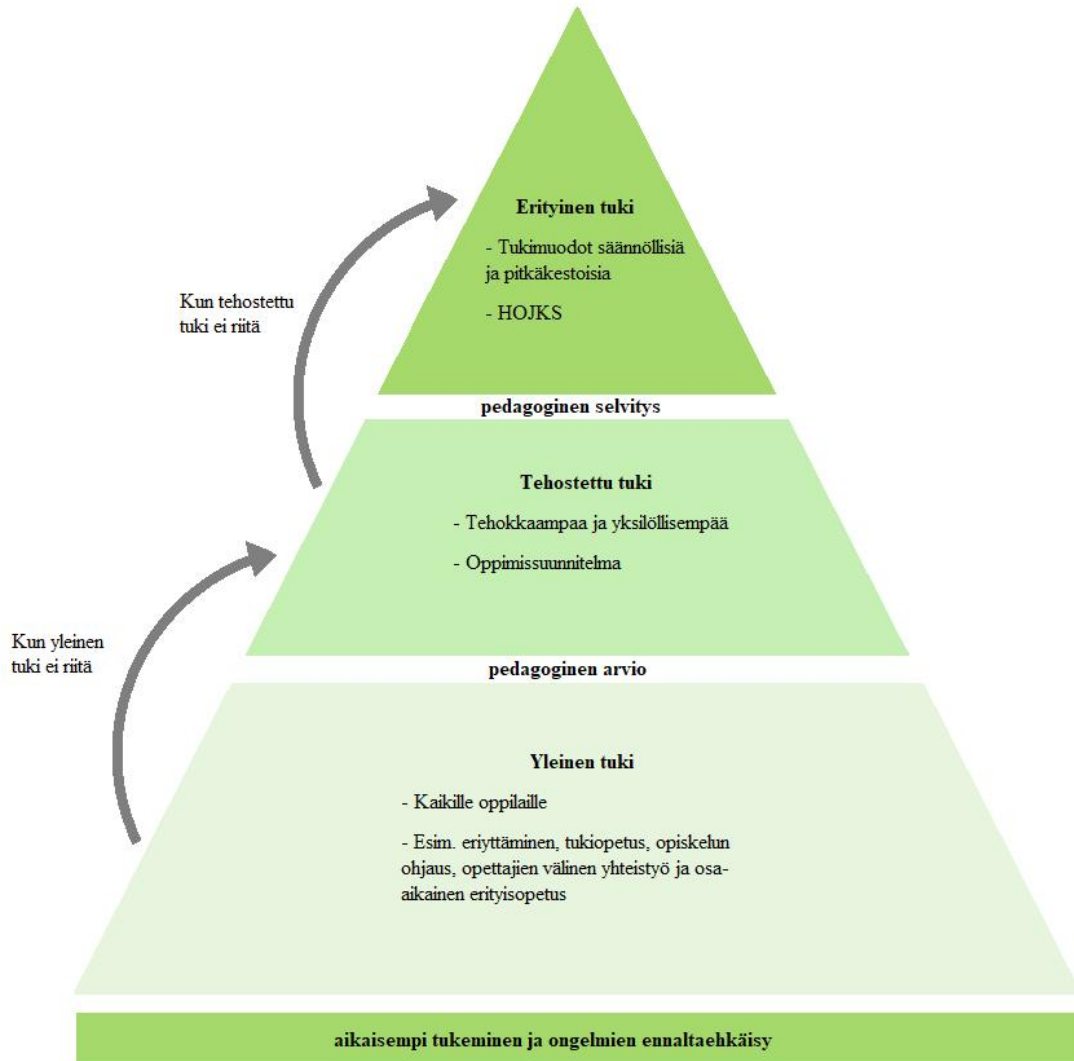 Erityinen tuki
- Tukimuodot säännöllisiä
ja pitkäkestoisia
- HOJKS
Kun tehostettu
tuki ei riitä
pedagoginen selvitys
Tehostettu tuki
- Tehokkaampaa ja yksilöllisempää
- Oppimissuunnitelma
Kun yleinen
tuki ei riitä
pedagoginen arvio
Yleinen tuki
- Kaikille oppilaille
- Esim. eriyttäminen, tukiopetus, opiskelun
ohjaus, opettajien välinen yhteistyö ja osa-
aikainen erityisopetus
aikaisempi tukeminen ja ongelmien ennaltaehkäisy